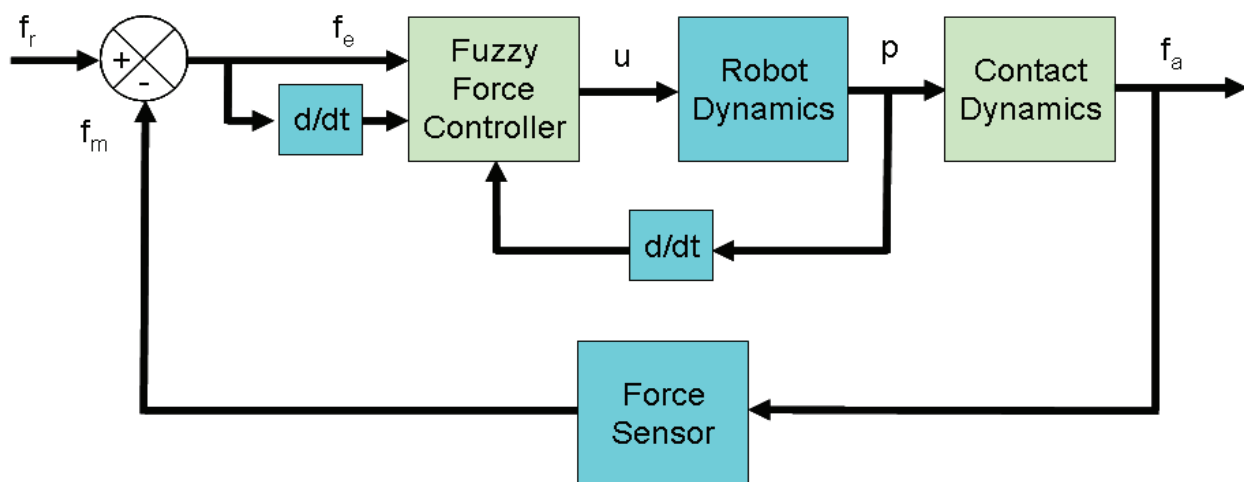 f_r
+
-
f_m
f_e
d/dt
Fuzzy
Force
Controller
u
Robot
Dynamics
p
Contact
Dynamics
f_a
d/dt
Force
Sensor